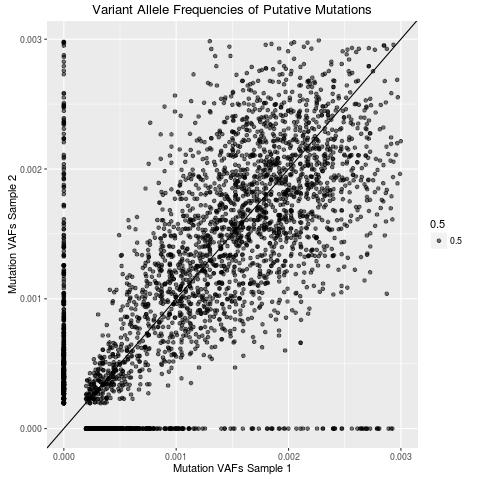 Variant Allele Frequencies of Putative Mutations
0.003
0.002
0.001
0.000
Mutation VAFs Sample 2
0.000 0.001 0.002 0.003
Mutation VAFs Sample 1
0.5
0.5